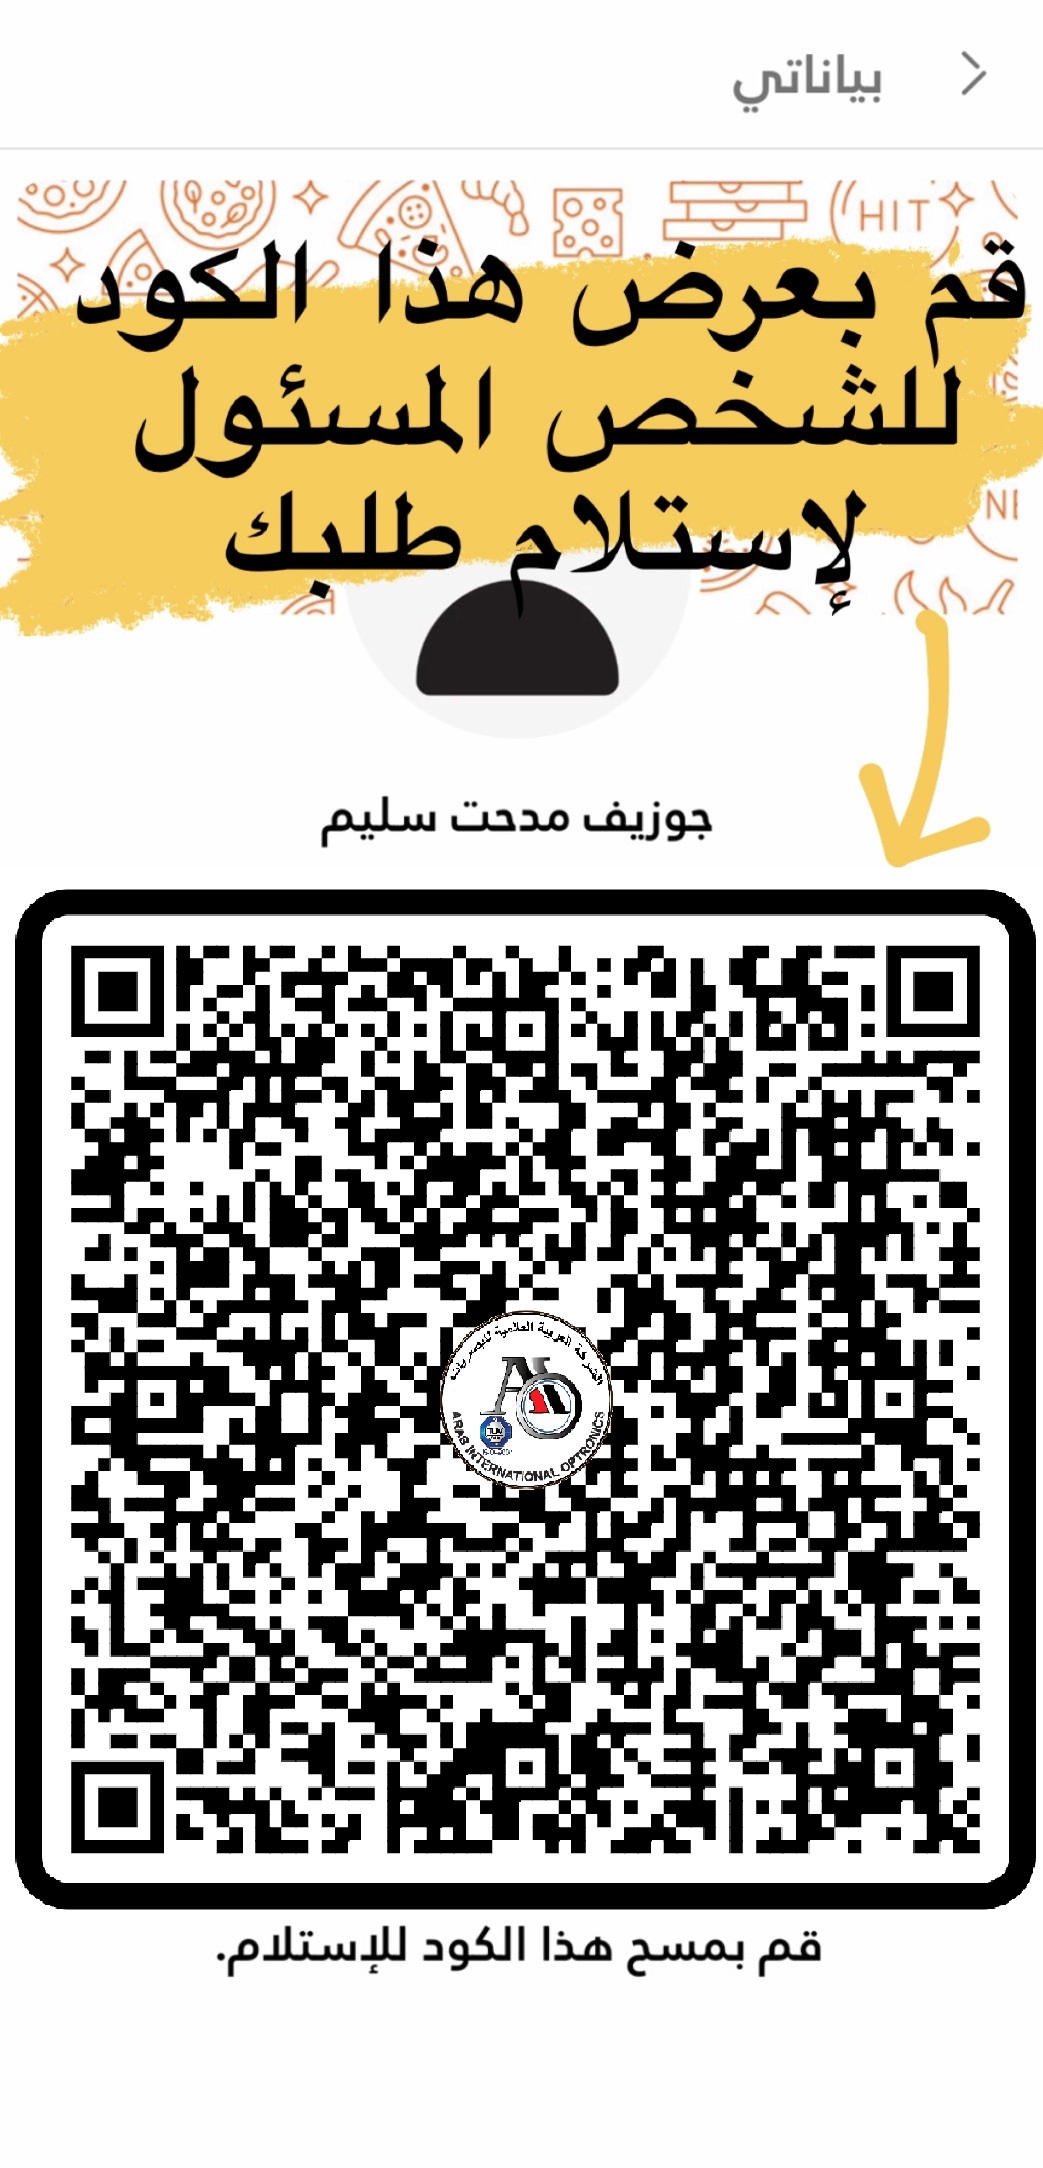 بياناتي
HIT
قم بعرض هذا الكود
للشخص المسئول
NE
لإستلام طلبك
جوزيف مدحت سليم
الشركة العربية العالمية للبصريات
ARAB INTERNATIONAL OPTRONICS
قم بمسح هذا الكود للإستلام.